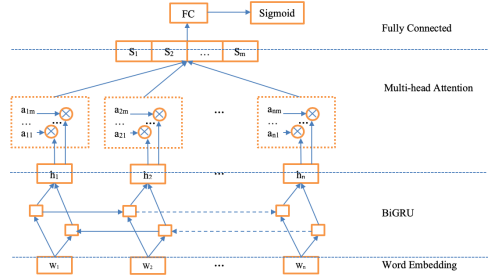 FC
Sigmoid
Fully Connected
S1 S2 ... Sm
Multi-head Attention
a1m a2m ... anm
... ... ... ... ... ...
a11 a21 an1
h1 h2 ... hn
BiGRU
w1 w2 ... wn
Word Embedding